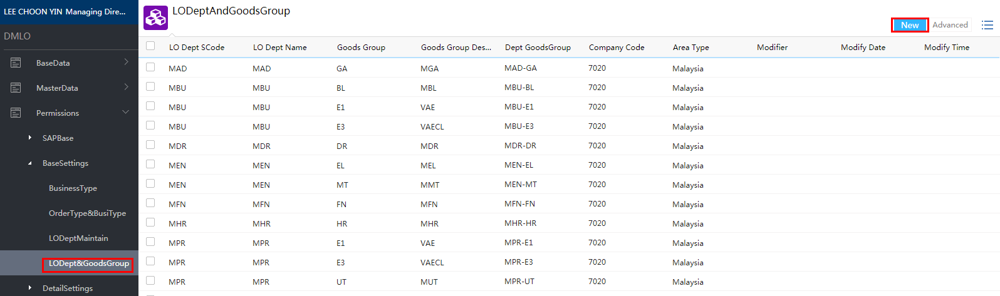 LEE CHOON YIN Managing Dire...
DMLO
BaseData
MasterData
Permissions
SAPBase
BaseSettings
BusinessType
OrderType&BusiType
LODeptMaintain
LODept&GoodsGroup
DetailSettings
LODeptAndGoodsGroup
New Advanced
LO Dept SCode LO Dept Name Goods Group Goods Group Des... Dept GoodsGroup Company Code Area Type Modifier Modify Date Modify Time
MAD MAD GA MGA MAD-GA 7020 Malaysia
MBU MBU BL MBL MBU-BL 7020 Malaysia
MBU MBU E1 VAE MBU-E1 7020 Malaysia
MBU MBU E3 VAECL MBU-E3 7020 Malaysia
MDR MDR DR MDR MDR-DR 7020 Malaysia
MEN MEN EL MEL MEN-EL 7020 Malaysia
MEN MEN MT MMT MEN-MT 7020 Malaysia
MFN MFN FN MFN MFN-FN 7020 Malaysia
MHR MHR HR MHR MHR-HR 7020 Malaysia
MPR MPR E1 VAE MPR-E1 7020 Malaysia
MPR MPR E3 VAECL MPR-E3 7020 Malaysia
MPR MPR UT MUT MPR-UT 7020 Malaysia